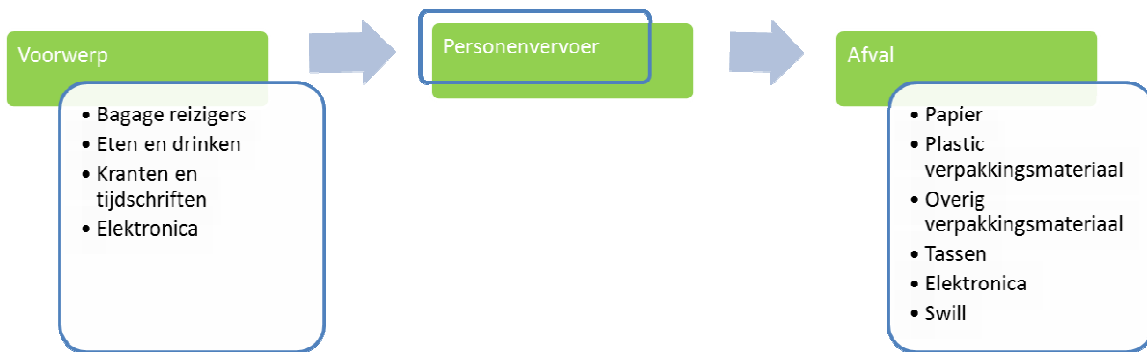 Voorwerp
• Bagage reizigers
• Eten en drinken
• Kranten en
tijdschriften
• Elektronica
Personenvervoer
Afval
• Papier
• Plastic
verpakkingsmateriaal
• Overig
verpakkingsmateriaal
• Tassen
• Elektronica
• Swill